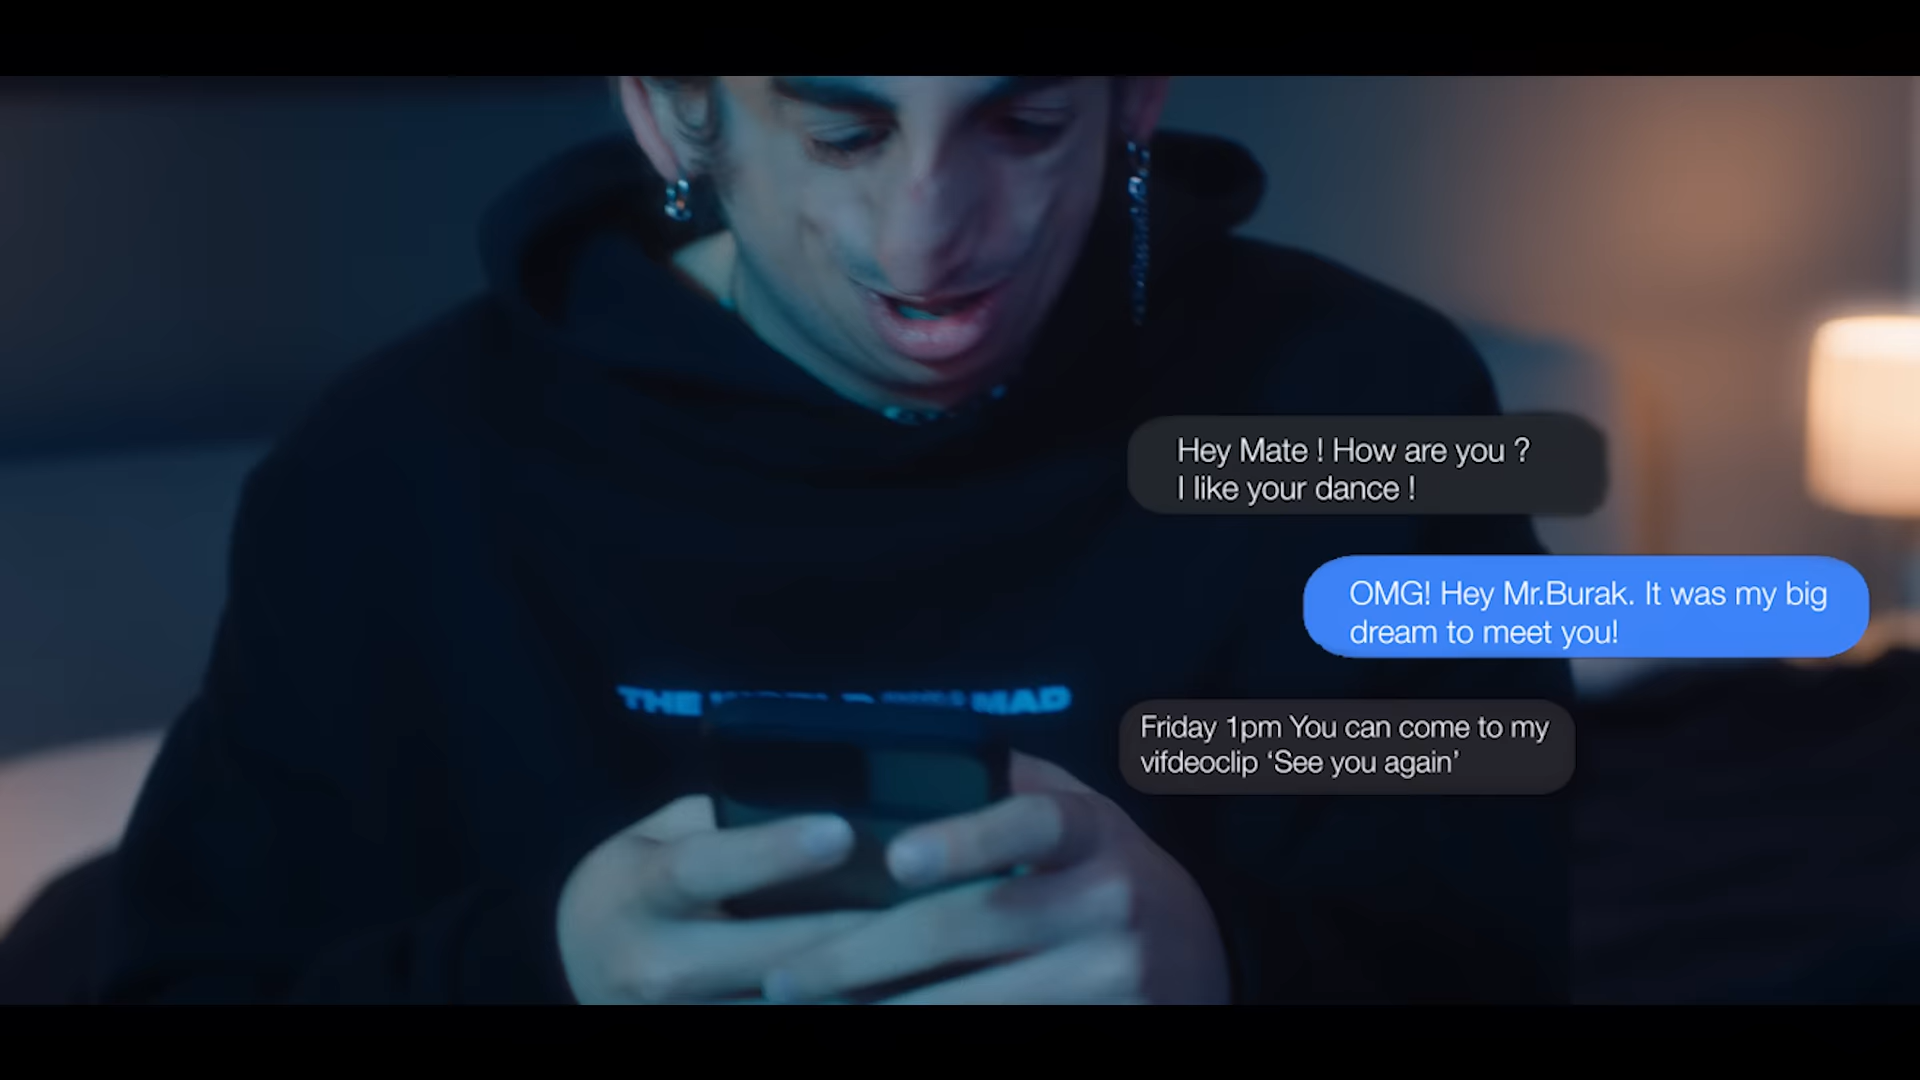 Hey Mate ! How are you ?
I like your dance !
OMG! Hey Mr.Burak. It was my big
dream to meet you!
THE MAD
Friday 1pm You can come to my
vifdeoclip ‘See you again’